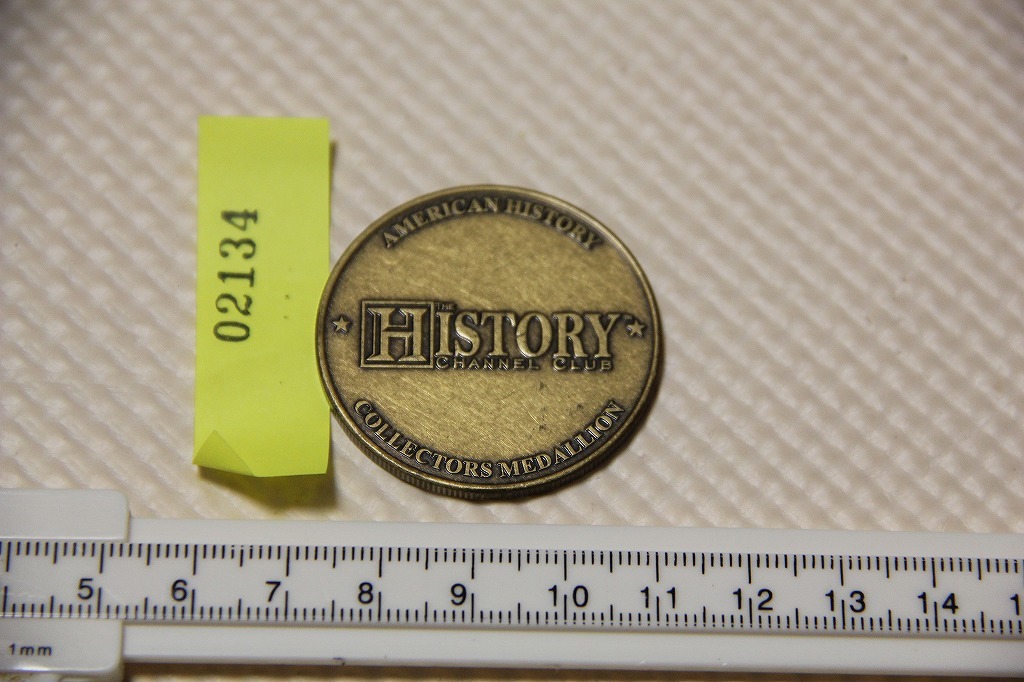 02134
AMERICAN HISTORY
THE
HISTORY
CHANNEL CLUB
COLLECTORS MEDALLION
5 6 7 8 9 10 11 12 13 14 1
1mm